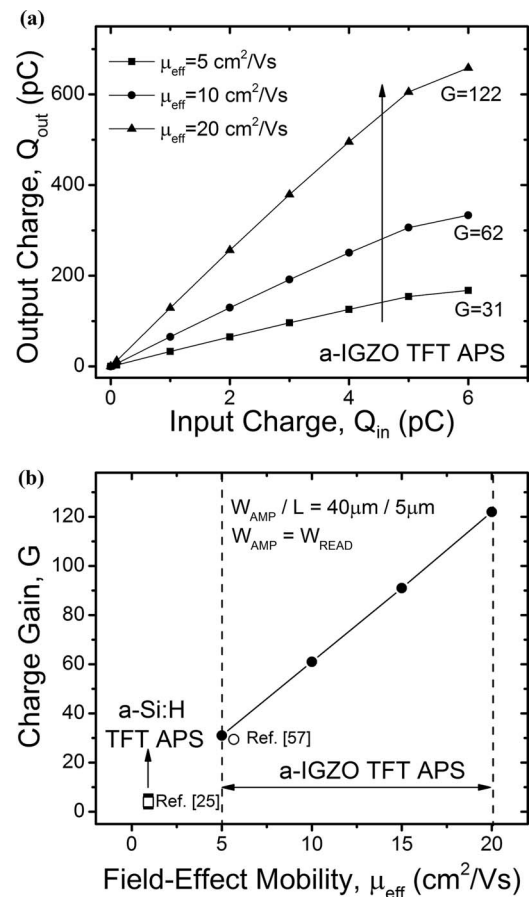 (a)
μeff=5 cm²/Vs
μeff=10 cm²/Vs
μeff=20 cm²/Vs
600
400
200
0
Output Charge, Qout (pC)
G=122
G=62
G=31
a-IGZO TFT APS
0 2 4 6
Input Charge, Qin (pC)
(b)
WAMP / L = 40μm / 5μm
WAMP = WREAD
120
100
80
60
40
20
0
Charge Gain, G
a-Si:H
TFT APS
Ref. [57]
Ref. [25]
a-IGZO TFT APS
0 5 10 15 20
Field-Effect Mobility, μeff (cm²/Vs)